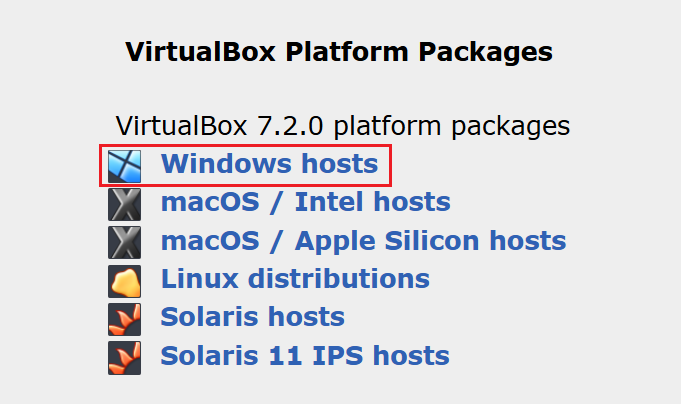 VirtualBox Platform Packages
VirtualBox 7.2.0 platform packages
Windows hosts
macOS / Intel hosts
macOS / Apple Silicon hosts
Linux distributions
Solaris hosts
Solaris 11 IPS hosts